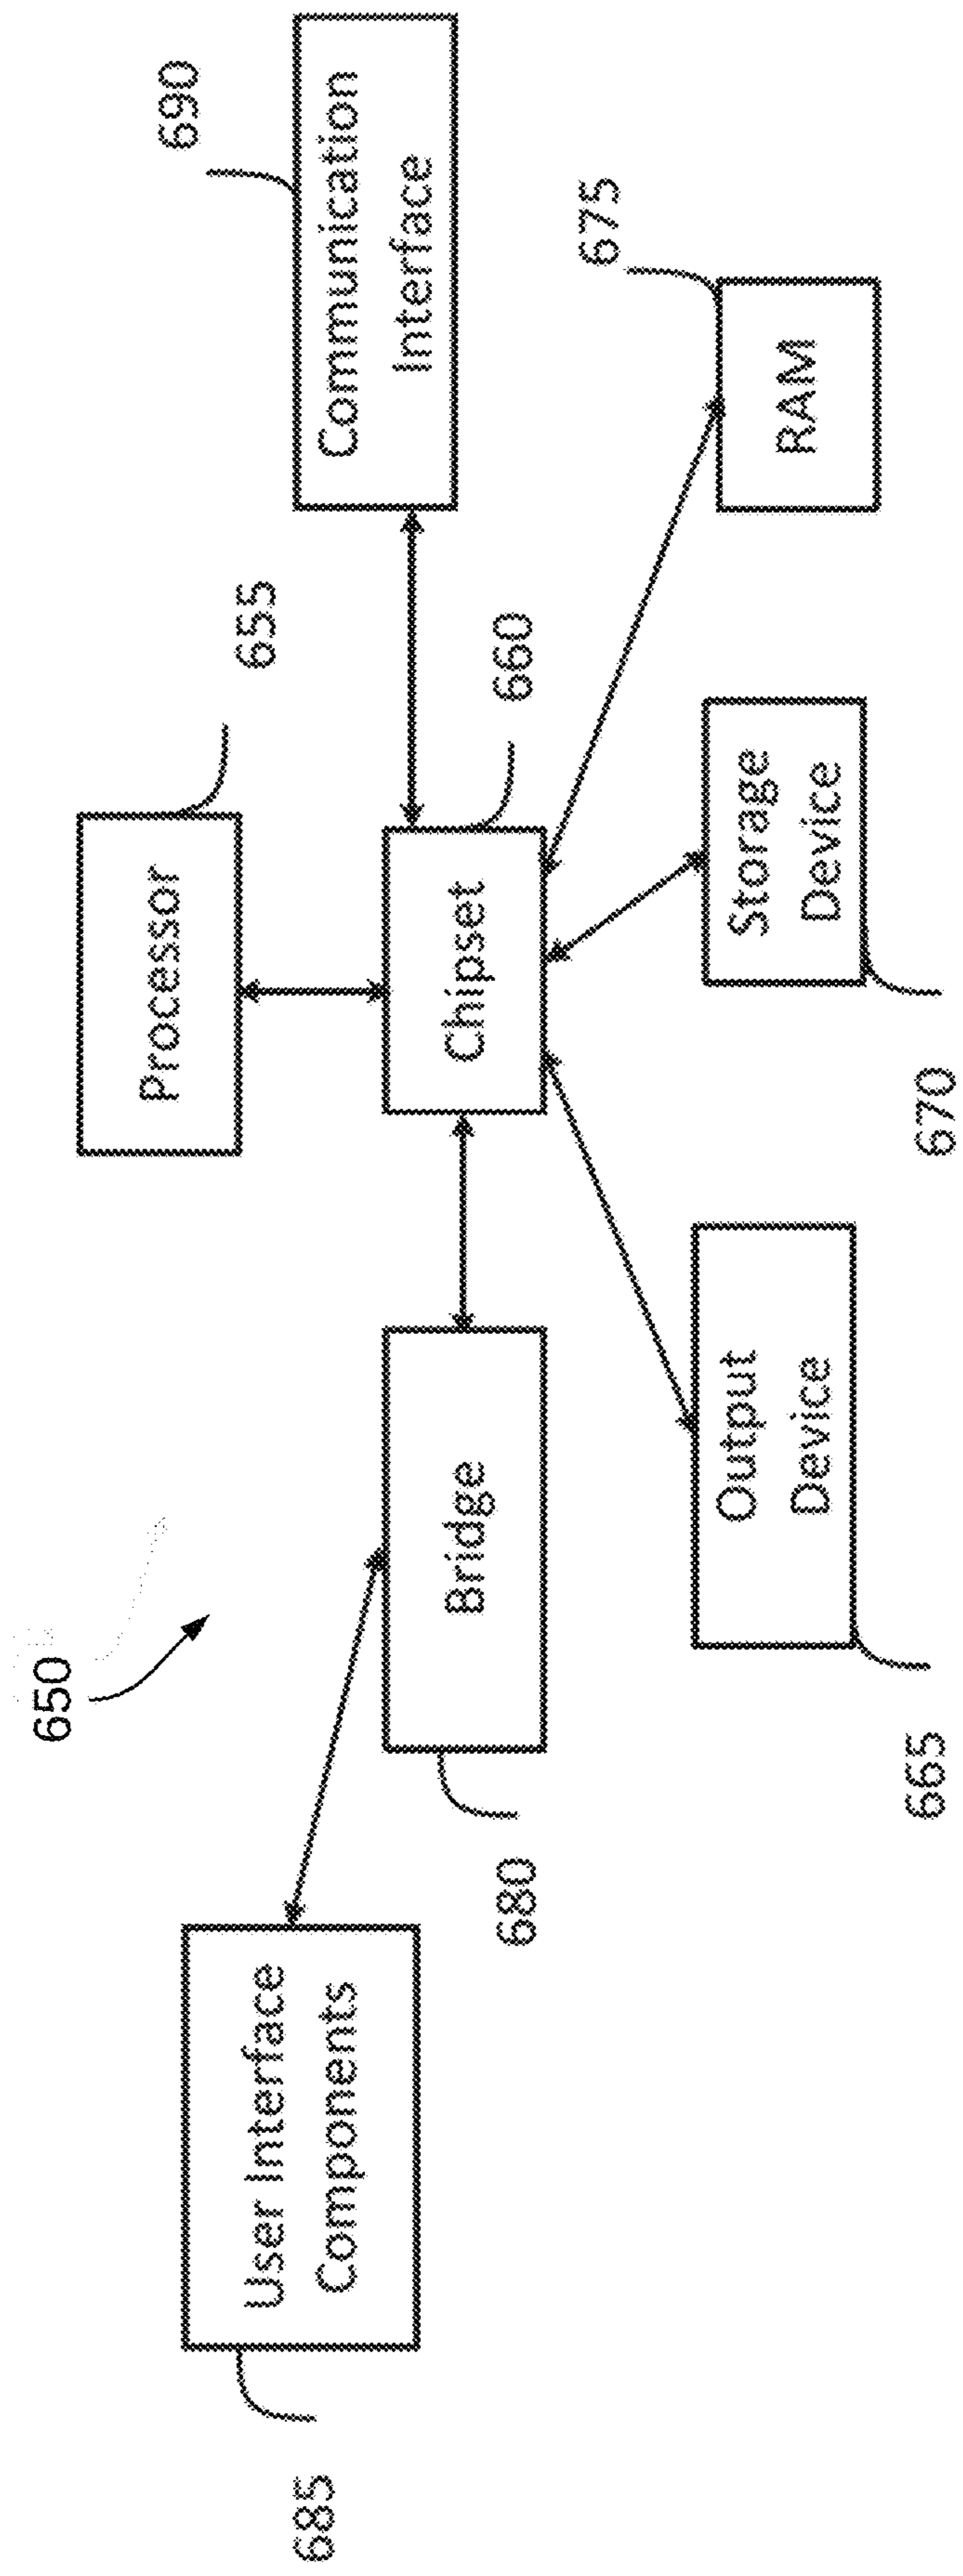 650
655
Processor
690
Communication
Interface
685
User Interface
Components
680
Bridge
660
Chipset
675
RAM
665
Output
Device
670
Storage
Device